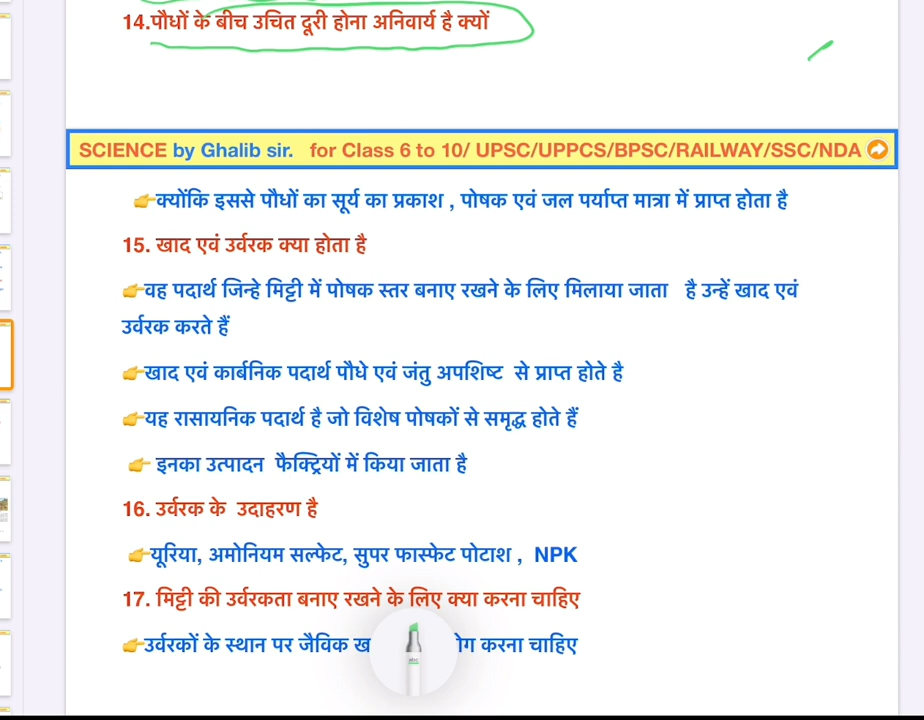 14.पौधों के बीच उचित दूरी होना अनिवार्य है क्यों
SCIENCE by Ghalib sir. for Class 6 to 10/ UPSC/UPPCS/BPSC/RAILWAY/SSC/NDA
👉क्योंकि इससे पौधों का सूर्य का प्रकाश , पोषक एवं जल पर्याप्त मात्रा में प्राप्त होता है
15. खाद एवं उर्वरक क्या होता है
👉वह पदार्थ जिन्हे मिट्टी में पोषक स्तर बनाए रखने के लिए मिलाया जाता है उन्हें खाद एवं
उर्वरक करते हैं
👉खाद एवं कार्बनिक पदार्थ पौधे एवं जंतु अपशिष्ट से प्राप्त होते है
👉यह रासायनिक पदार्थ है जो विशेष पोषकों से समृद्ध होते हैं
👉 इनका उत्पादन फैक्ट्रियों में किया जाता है
16. उर्वरक के उदाहरण है
👉यूरिया, अमोनियम सल्फेट, सुपर फास्फेट पोटाश , NPK
17. मिट्टी की उर्वरकता बनाए रखने के लिए क्या करना चाहिए
👉उर्वरकों के स्थान पर जैविक करना चाहिए